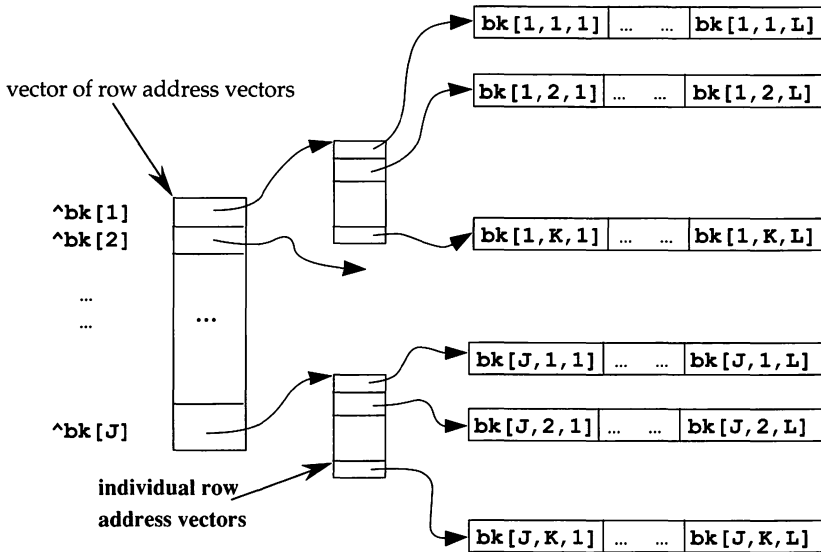 bk[1,1,1] … … bk[1,1,L]
vector of row address vectors
bk[1,2,1] … … bk[1,2,L]
^bk[1]
^bk[2]
bk[1,K,1] … … bk[1,K,L]
…
…
…
bk[J,1,1] … … bk[J,1,L]
^bk[J]
bk[J,2,1] … … bk[J,2,L]
individual row
address vectors
bk[J,K,1] … … bk[J,K,L]